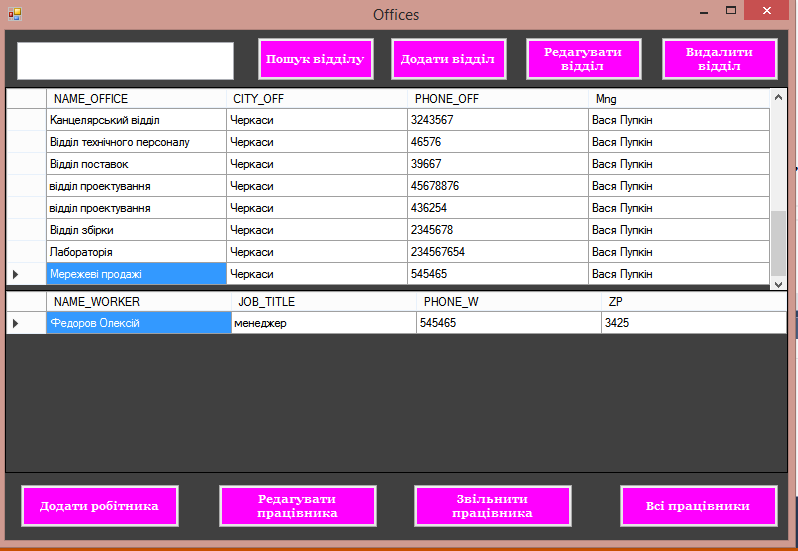 Offices
Пошук відділу
Додати відділ
Редагувати
відділ
Видалити
відділ
NAME_OFFICE CITY_OFF PHONE_OFF Mng
Канцелярський відділ Черкаси 3243567 Вася Пупкін
Відділ технічного персоналу Черкаси 46576 Вася Пупкін
Відділ поставок Черкаси 39667 Вася Пупкін
відділ проектування Черкаси 45678876 Вася Пупкін
відділ проектування Черкаси 436254 Вася Пупкін
Відділ збірки Черкаси 2345678 Вася Пупкін
Лабораторія Черкаси 234567654 Вася Пупкін
Мережеві продажі Черкаси 545465 Вася Пупкін
NAME_WORKER JOB_TITLE PHONE_W ZP
Федоров Олексій менеджер 545465 3425
Додати робітника
Редагувати
працівника
Звільнити
працівника
Всі працівники